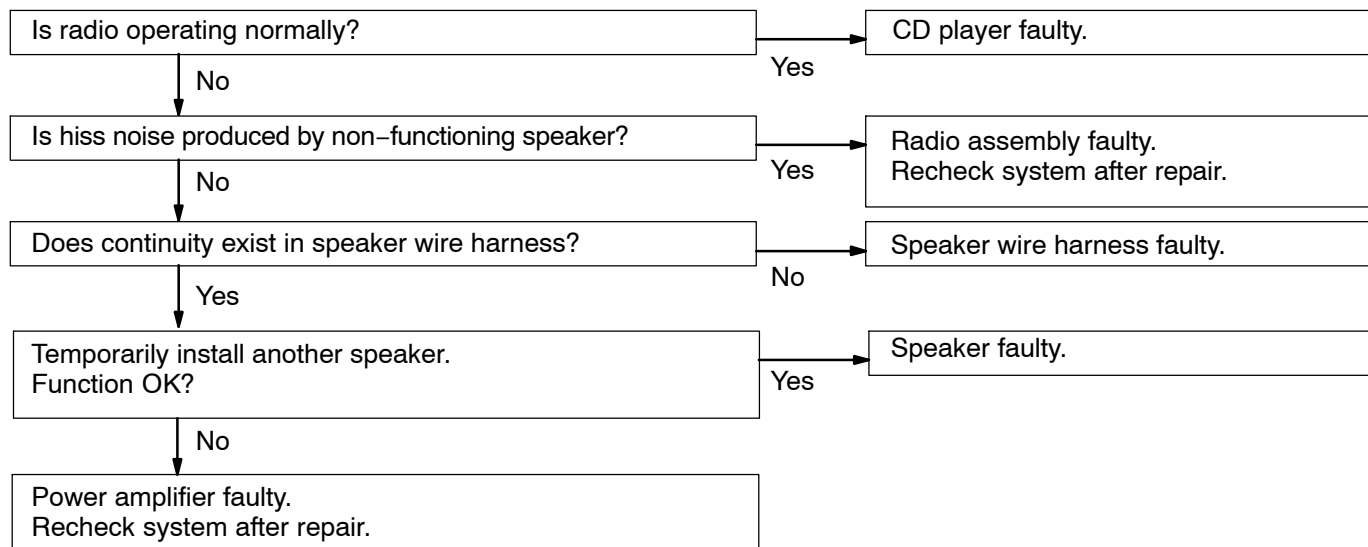 Is radio operating normally?
Yes
CD player faulty.
No
Is hiss noise produced by non−functioning speaker?
Yes
Radio assembly faulty.
Recheck system after repair.
No
Does continuity exist in speaker wire harness?
No
Speaker wire harness faulty.
Yes
Temporarily install another speaker.
Function OK?
Yes
Speaker faulty.
No
Power amplifier faulty.
Recheck system after repair.